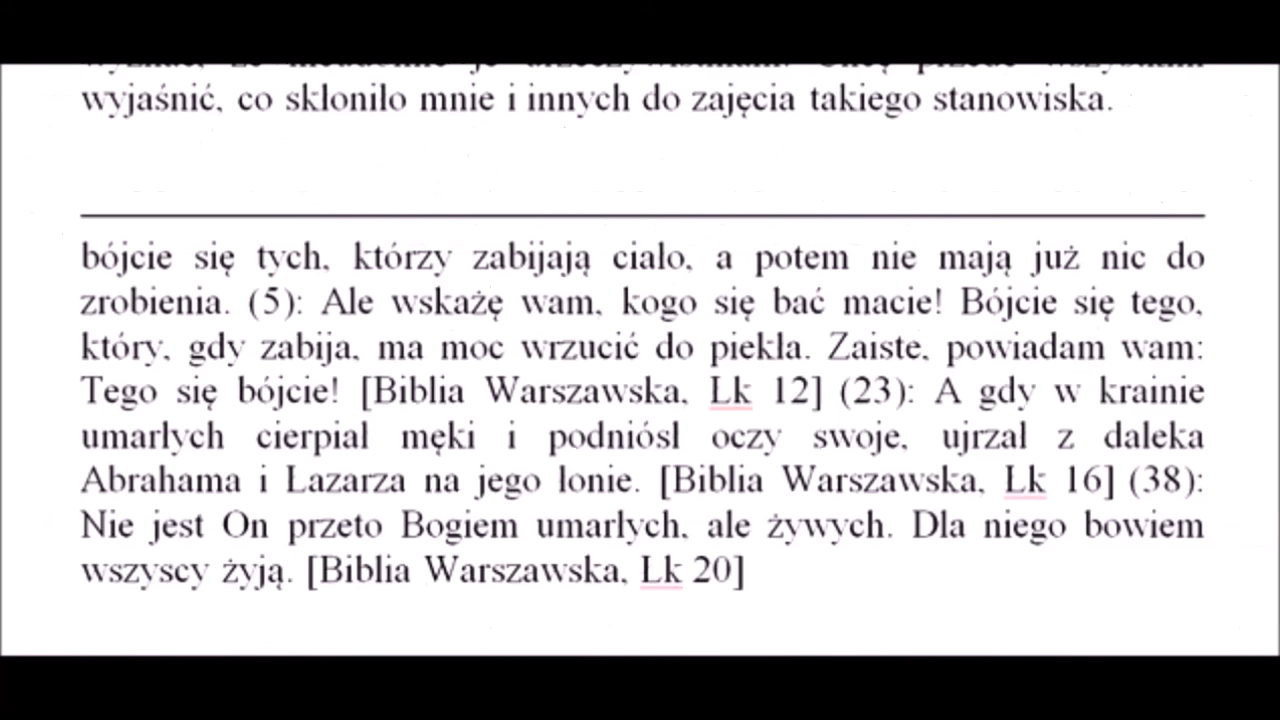 wyjaśnić, co skłoniło mnie i innych do zajęcia takiego stanowiska.
bójcie się tych, którzy zabijają ciało, a potem nie mają już nic do
zrobienia. (5): Ale wskażę wam, kogo się bać macie! Bójcie się tego,
który, gdy zabija, ma moc wrzucić do piekła. Zaiste, powiadam wam:
Tego się bójcie! [Biblia Warszawska, Lk 12] (23): A gdy w krainie
umarłych cierpiał męki i podniósł oczy swoje, ujrzał z daleka
Abrahama i Łazarza na jego łonie. [Biblia Warszawska, Lk 16] (38):
Nie jest On przeto Bogiem umarłych, ale żywych. Dla niego bowiem
wszyscy żyją. [Biblia Warszawska, Lk 20]